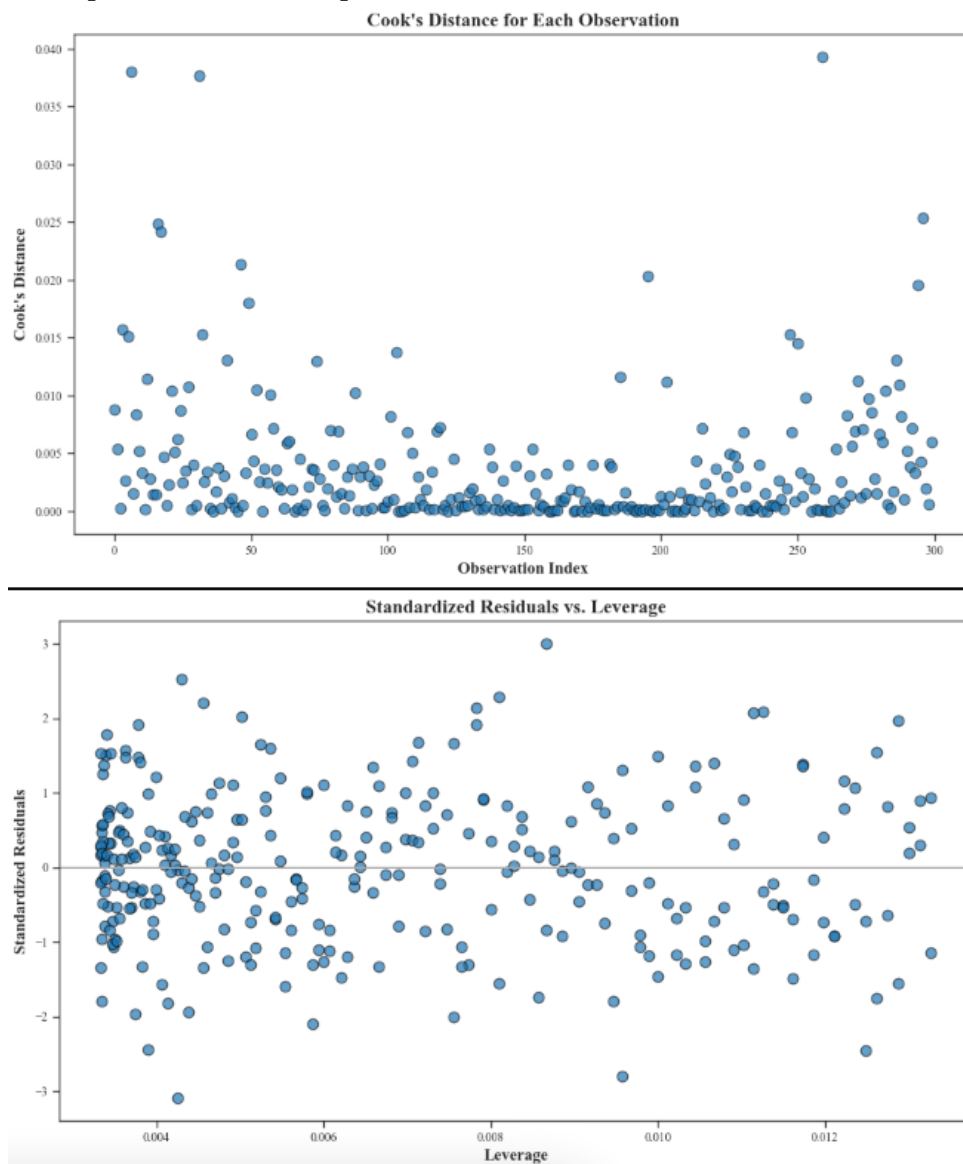 Cook's Distance for Each Observation
0.040
0.035
0.030
0.025
0.020
0.015
0.010
0.005
0.000
Cook's Distance
0 50 100 150 200 250 300
Observation Index
Standardized Residuals vs. Leverage
3
2
1
0
−1
−2
−3
Standardized Residuals
0.004 0.006 0.008 0.010 0.012
Leverage